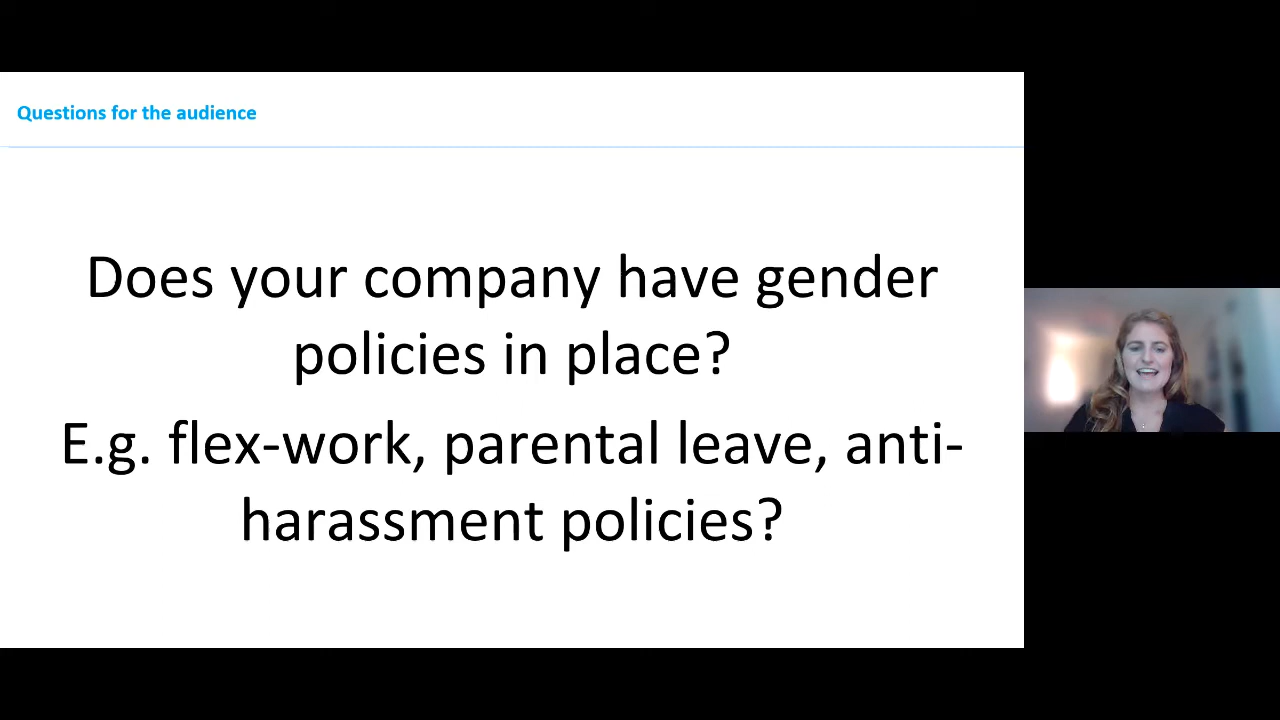 Questions for the audience
Does your company have gender
policies in place?
E.g. flex-work, parental leave, anti-
harassment policies?